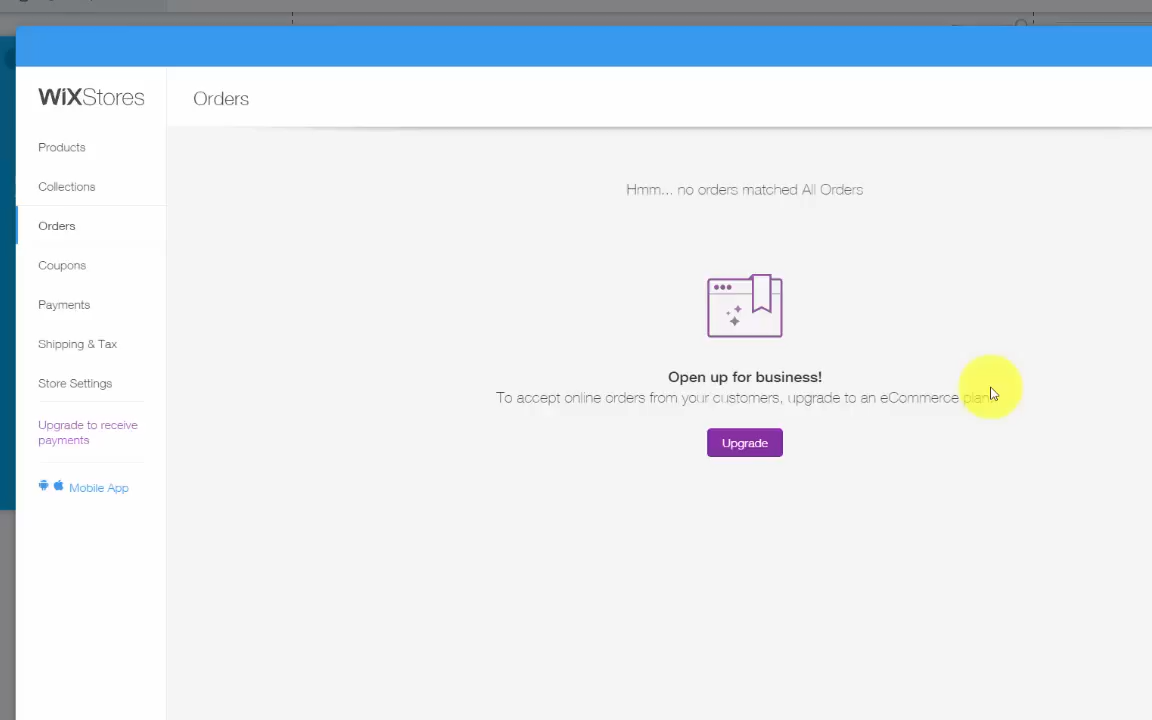 WiXStores
Orders
Products
Collections
Orders
Coupons
Payments
Shipping & Tax
Store Settings
Upgrade to receive
payments
Mobile App
Hmm... no orders matched All Orders
Open up for business!
To accept online orders from your customers, upgrade to an eCommerce plan.
Upgrade